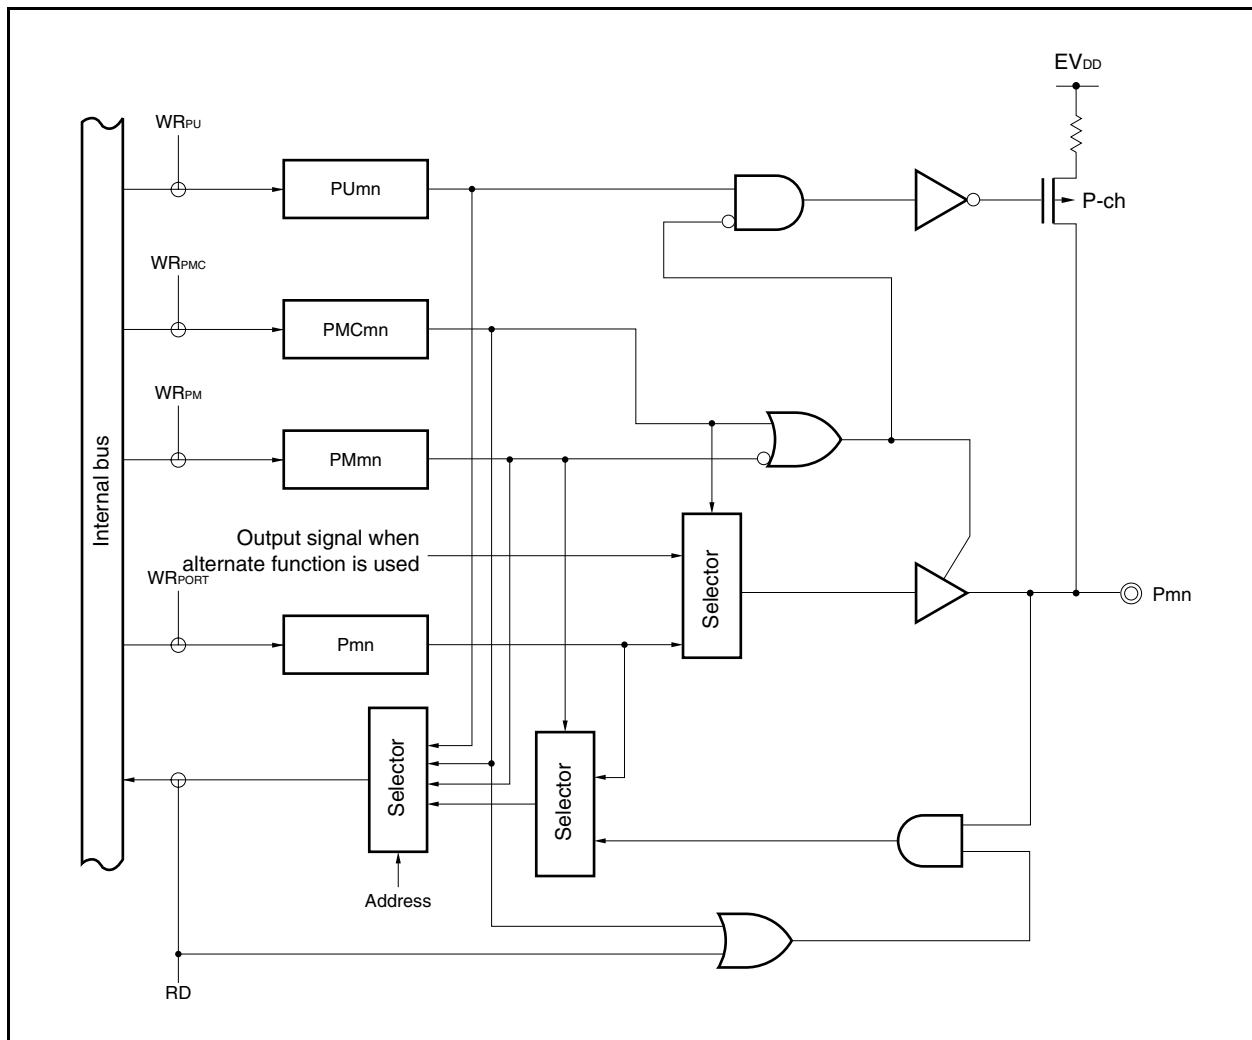 EVDD
WRPU
PUmn
P-ch
WRPMC
PMCmn
WRPM
PMmn
Internal bus
Output signal when
alternate function is used
Selector
WRPORT
Pmn
Pmn
Selector
Selector
Address
RD